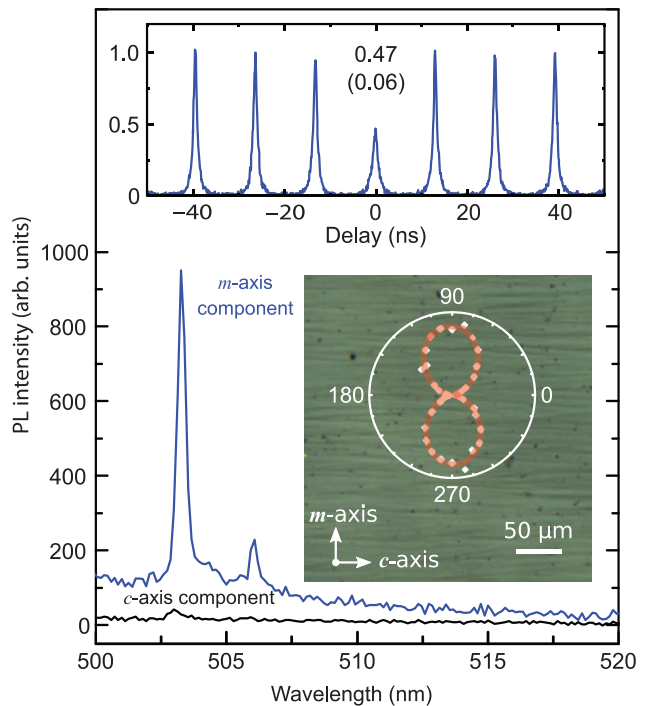 1.0
0.5
0
0.47
(0.06)
−40
−20
0
20
40
Delay (ns)
PL intensity (arb. units)
1000
800
600
400
200
0
m-axis
component
90
180
0
270
m-axis
c-axis
50 μm
c-axis component
500
505
510
515
520
Wavelength (nm)